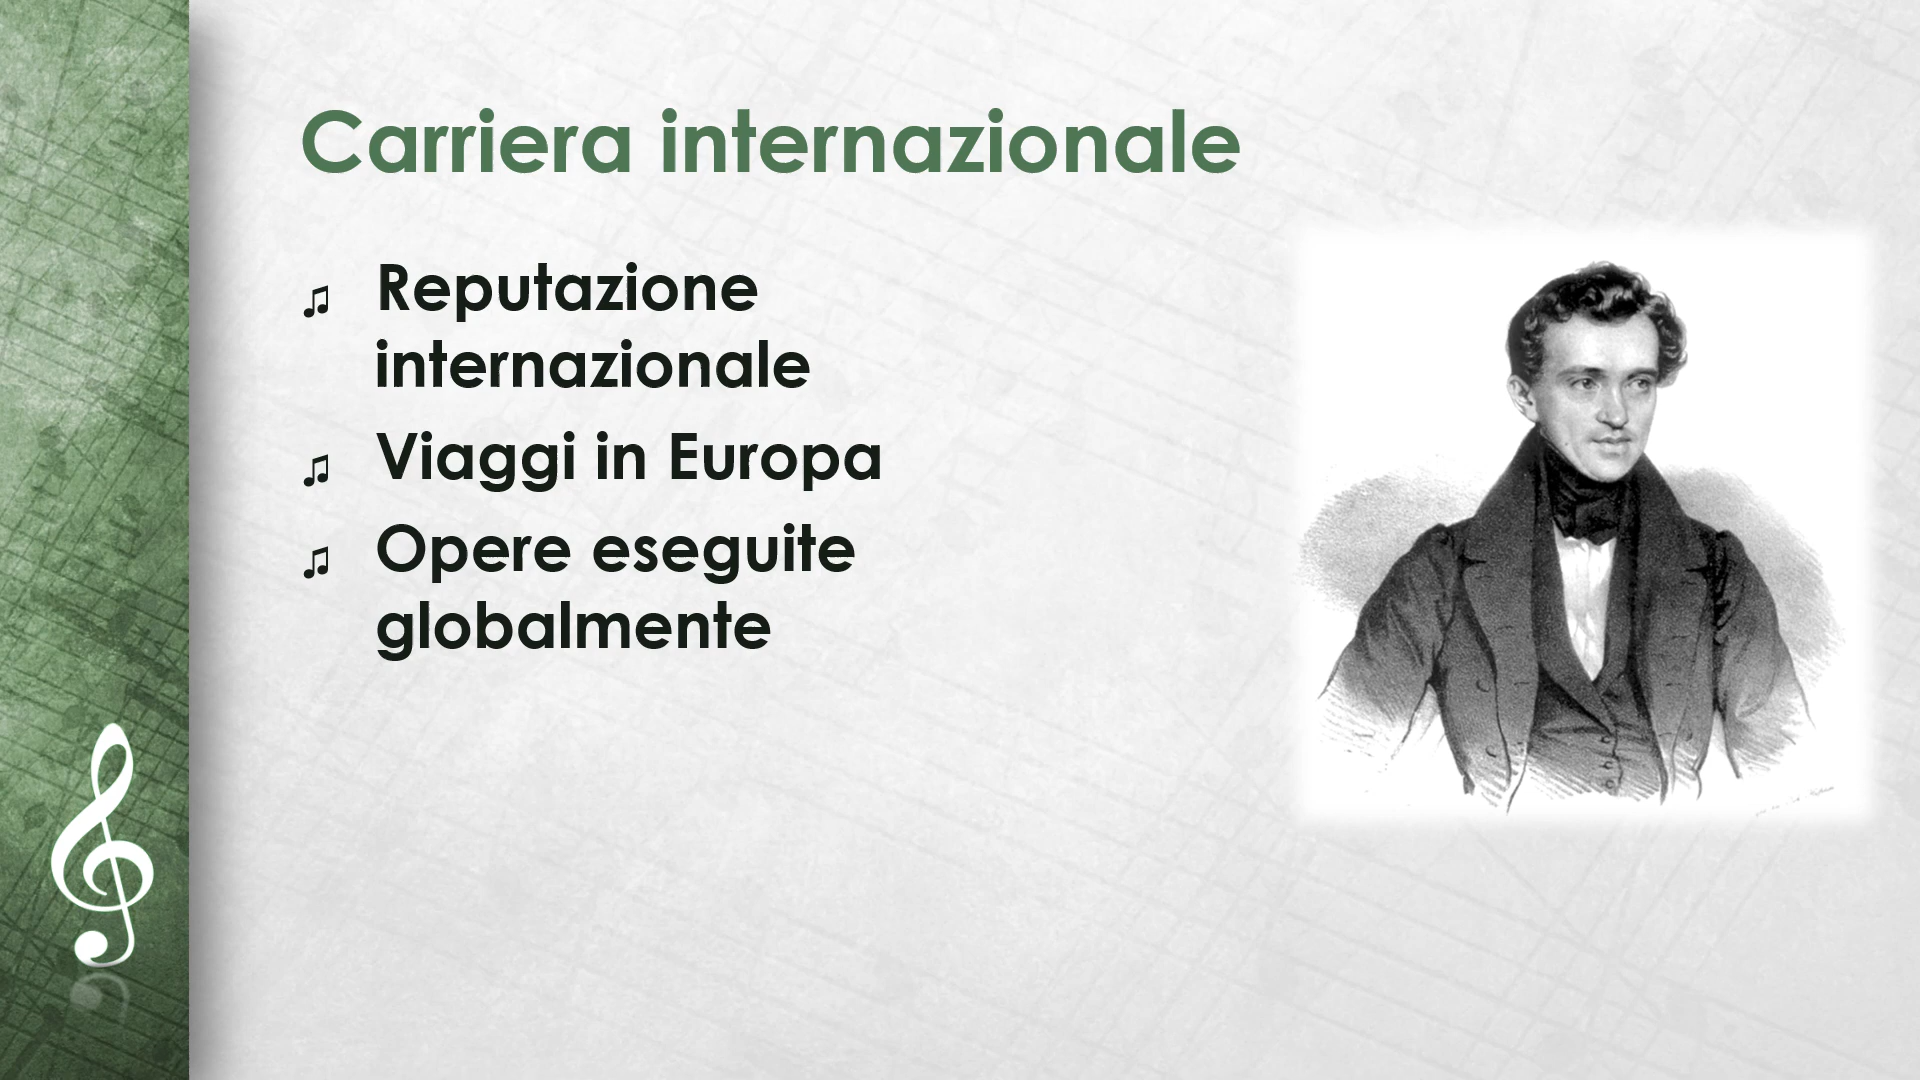 Carriera internazionale
♫ Reputazione
internazionale
♫ Viaggi in Europa
♫ Opere eseguite
globalmente